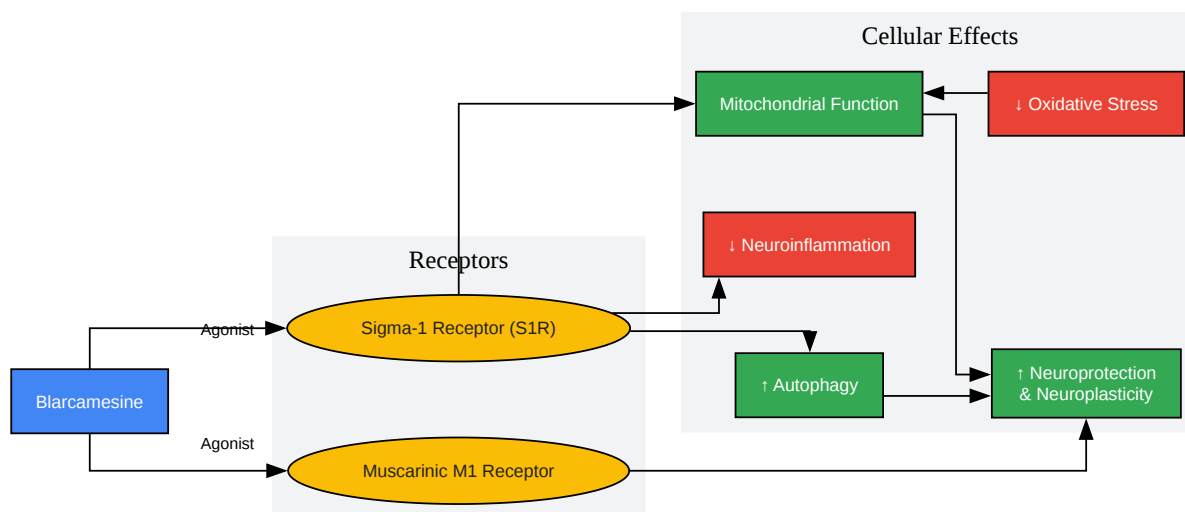 Cellular Effects
Mitochondrial Function
↓ Oxidative Stress
↓ Neuroinflammation
Receptors
Agonist
Sigma-1 Receptor (S1R)
↑ Autophagy
↑ Neuroprotection
& Neuroplasticity
Blarcamesine
Agonist
Muscarinic M1 Receptor